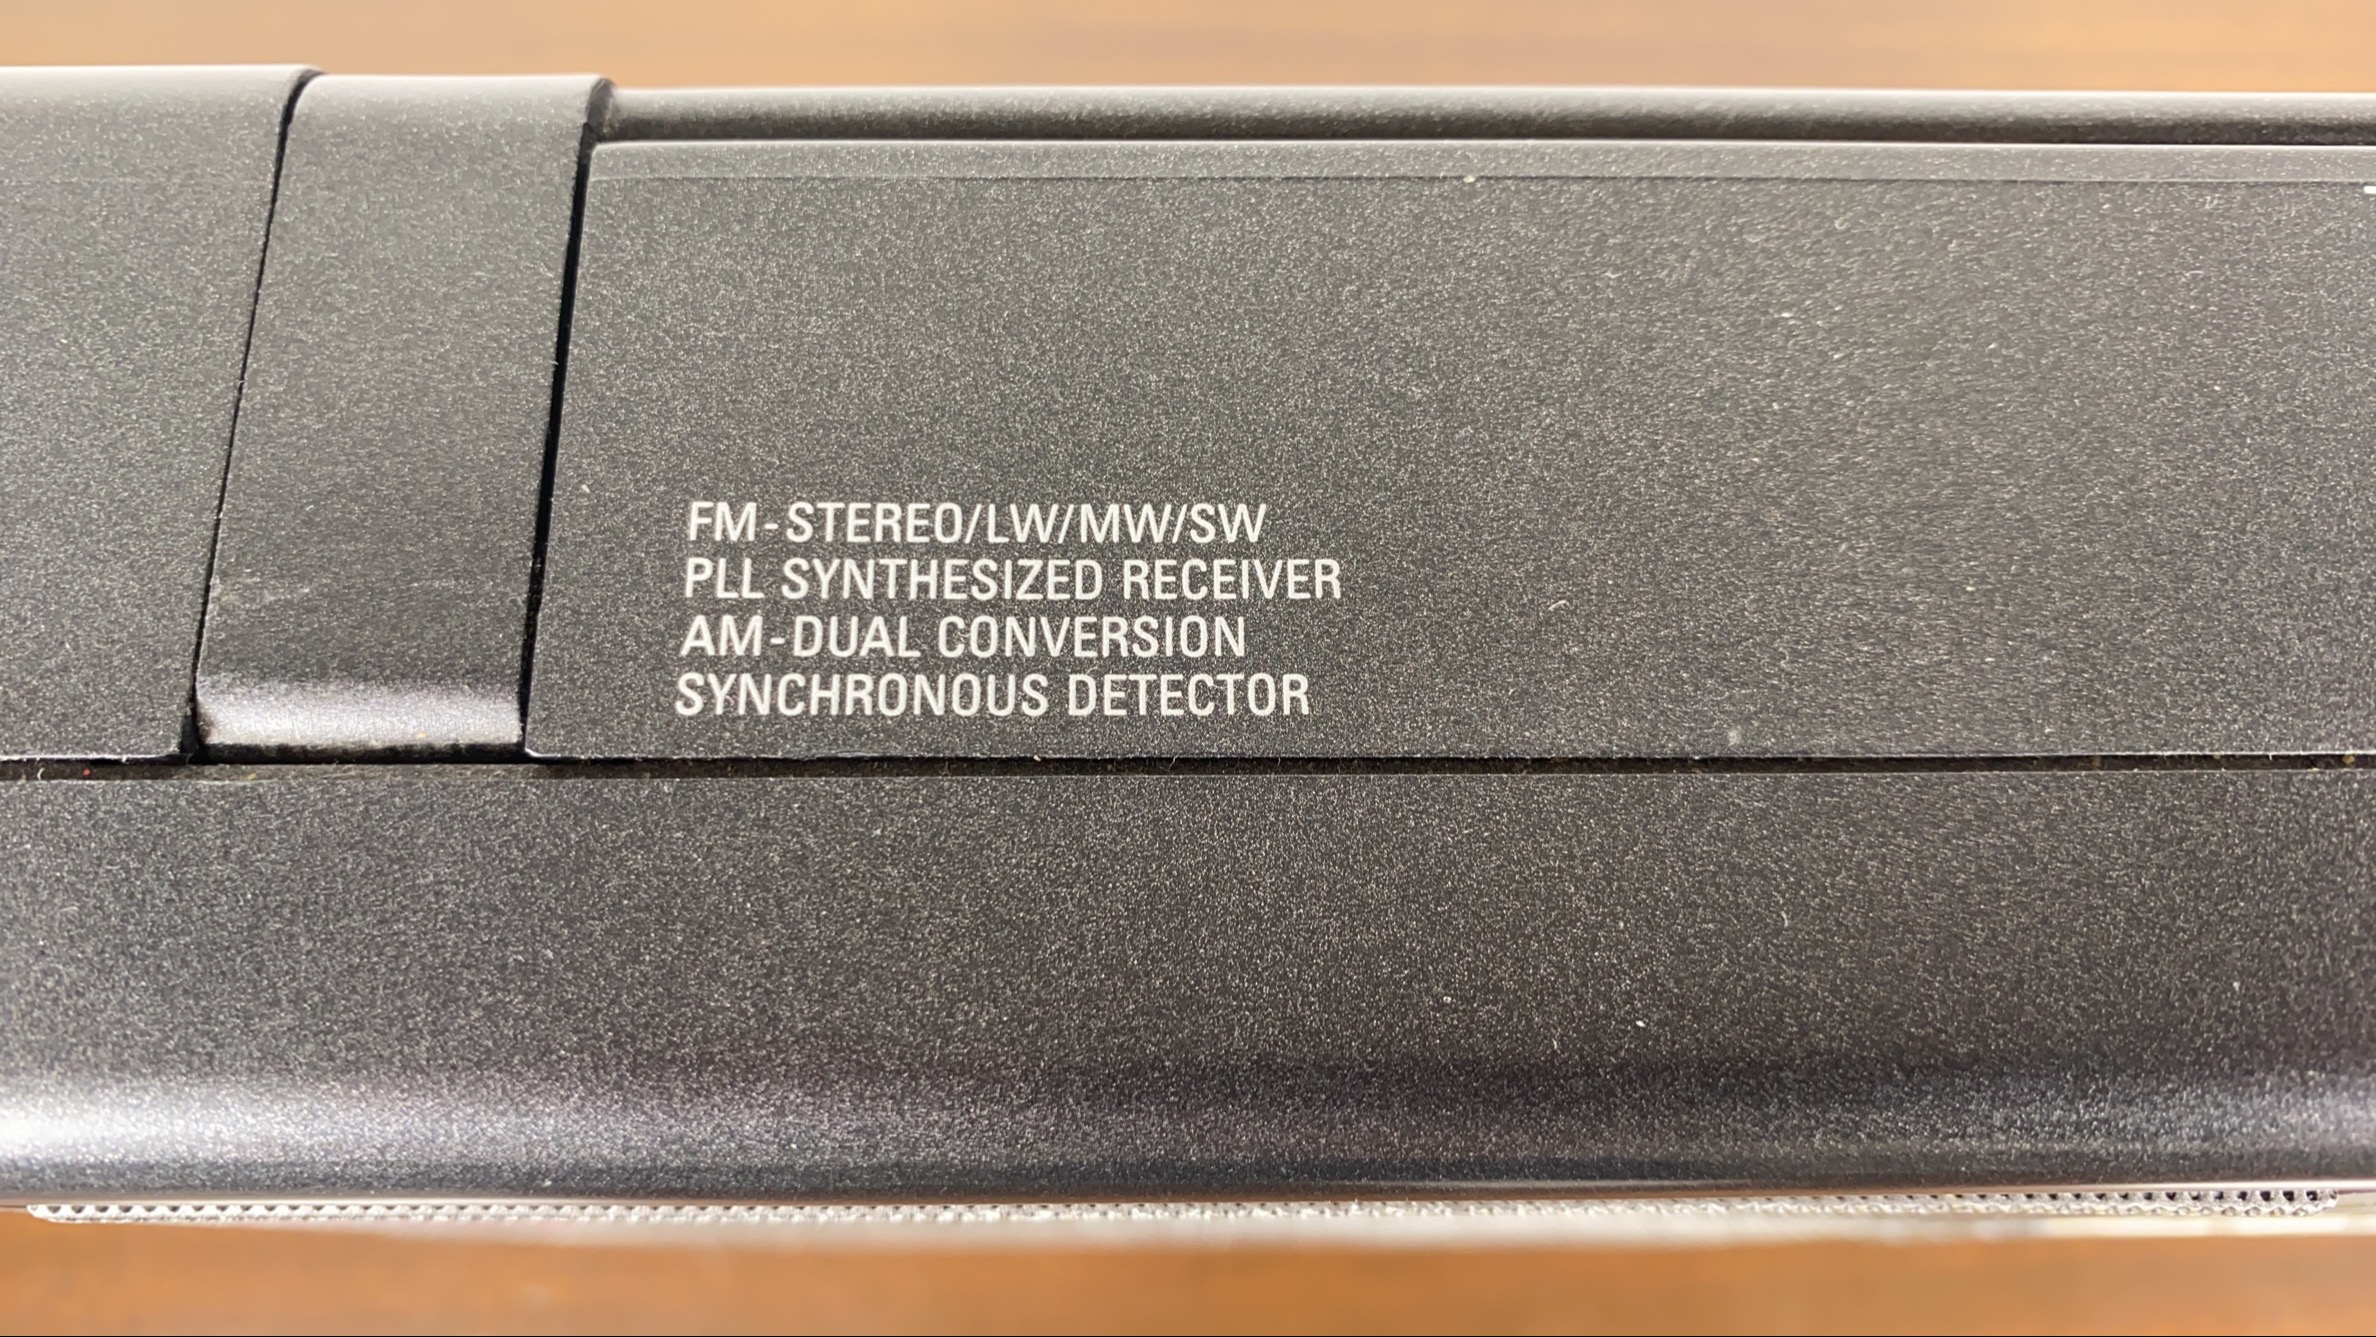 FM-STEREO/LW/MW/SW
PLL SYNTHESIZED RECEIVER
AM-DUAL CONVERSION
SYNCHRONOUS DETECTOR